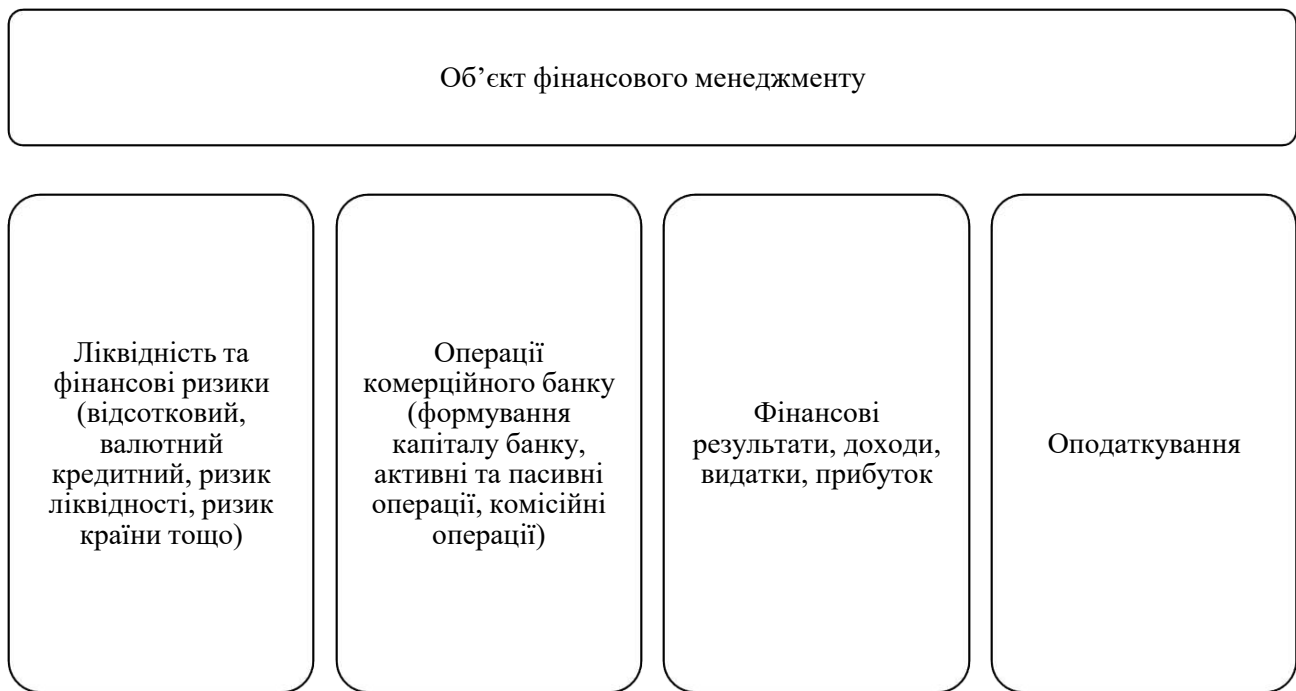 Об’єкт фінансового менеджменту
Ліквідність та
фінансові ризики
(відсотковий,
валютний
кредитний, ризик
ліквідності, ризик
країни тощо)
Операції
комерційного банку
(формування
капіталу банку,
активні та пасивні
операції, комісійні
операції)
Фінансові
результати, доходи,
видатки, прибуток
Оподаткування